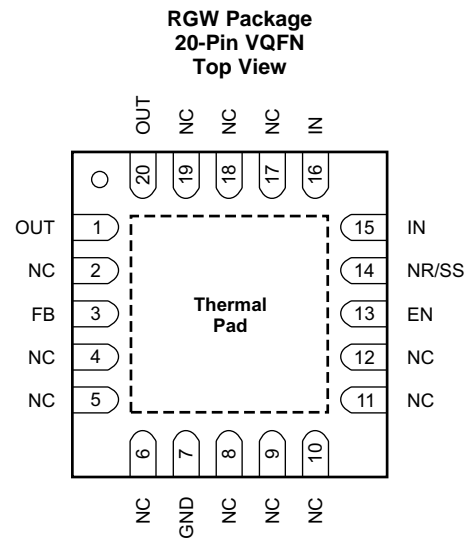 RGW Package
20-Pin VQFN
Top View
OUT NC NC NC IN
20 19 18 17 16
OUT 1 15 IN
NC 2 14 NR/SS
FB 3 Thermal Pad 13 EN
NC 4 12 NC
NC 5 11 NC
6 7 8 9 10
NC GND NC NC NC